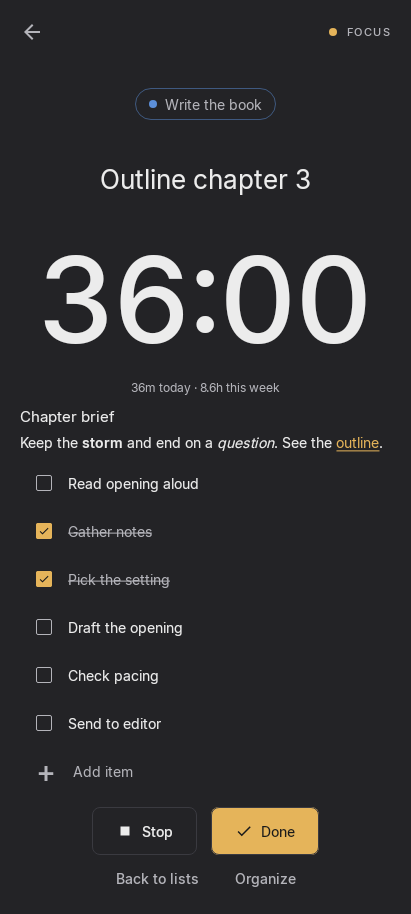 FOCUS
Write the book
Outline chapter 3
36:00
36m today · 8.6h this week
Chapter brief
Keep the storm and end on a question. See the outline.
Read opening aloud
Gather notes
Pick the setting
Draft the opening
Check pacing
Send to editor
Add item
Stop
Done
Back to lists
Organize